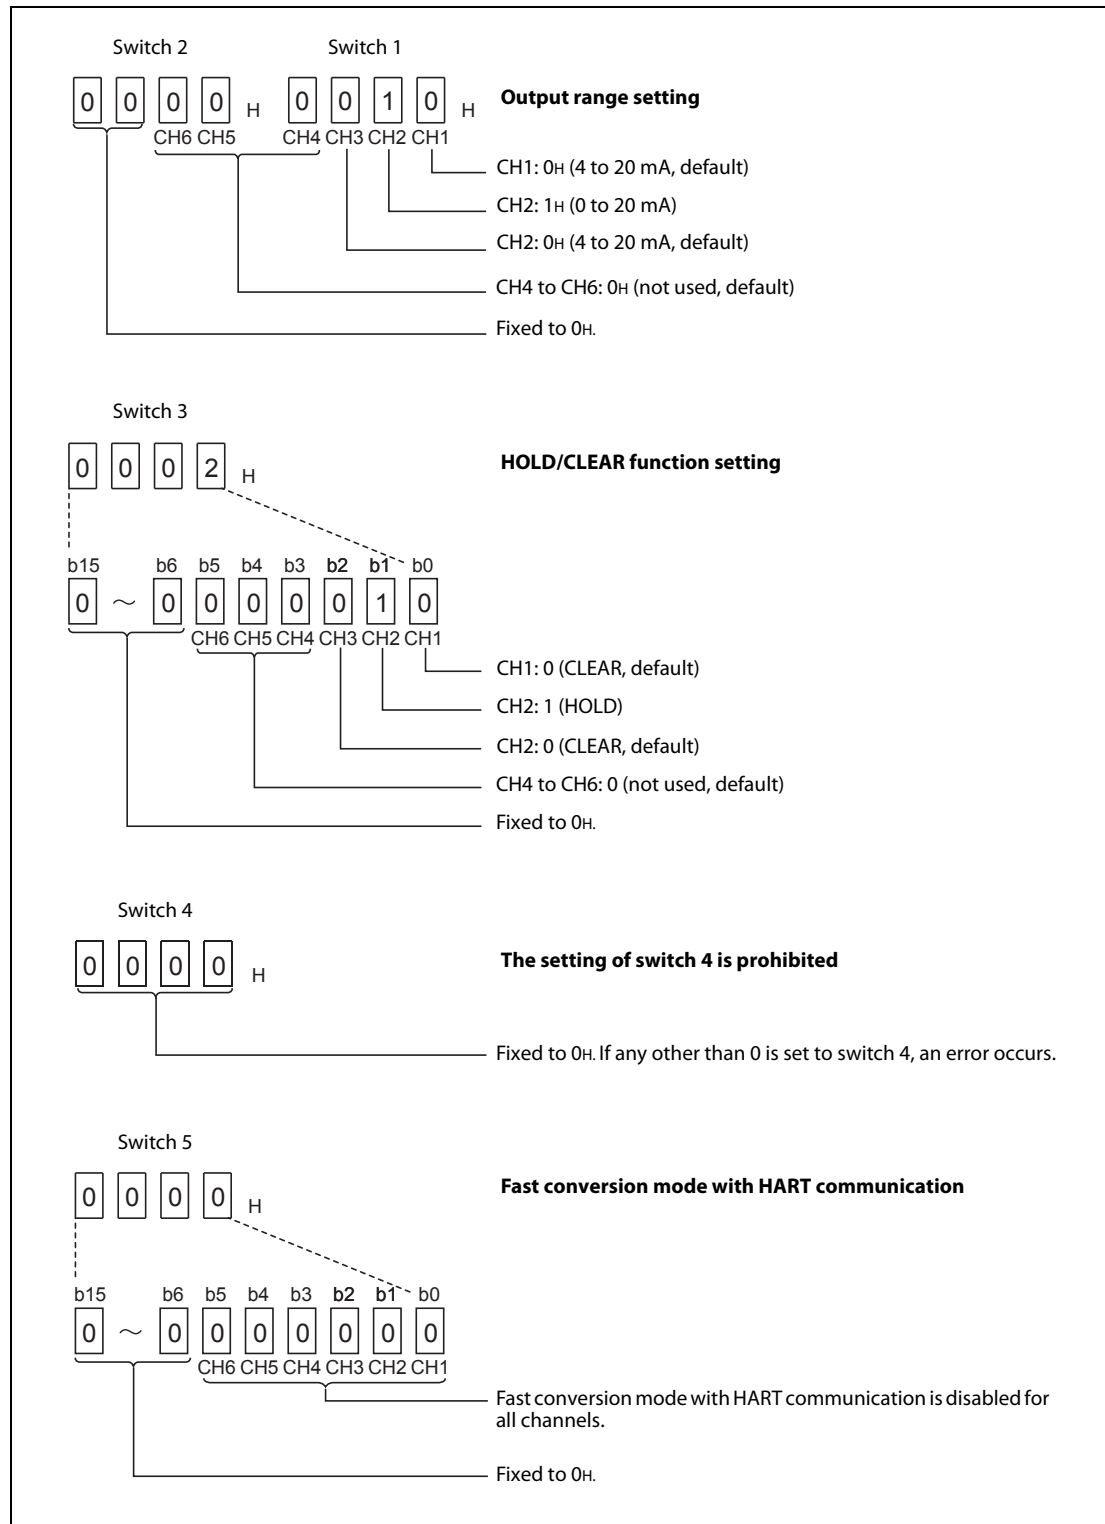 Switch 2 Switch 1
0 0 0 0 H 0 0 1 0 H Output range setting
CH6 CH5 CH4 CH3 CH2 CH1
CH1: 0H (4 to 20 mA, default)
CH2: 1H (0 to 20 mA)
CH2: 0H (4 to 20 mA, default)
CH4 to CH6: 0H (not used, default)
Fixed to 0H.
Switch 3
0 0 0 2 H HOLD/CLEAR function setting
b15 b6 b5 b4 b3 b2 b1 b0
0 ~ 0 0 0 0 0 1 0
CH6 CH5 CH4 CH3 CH2 CH1
CH1: 0 (CLEAR, default)
CH2: 1 (HOLD)
CH2: 0 (CLEAR, default)
CH4 to CH6: 0 (not used, default)
Fixed to 0H.
Switch 4
0 0 0 0 H The setting of switch 4 is prohibited
Fixed to 0H. If any other than 0 is set to switch 4, an error occurs.
Switch 5
0 0 0 0 H Fast conversion mode with HART communication
b15 b6 b5 b4 b3 b2 b1 b0
0 ~ 0 0 0 0 0 0 0
CH6 CH5 CH4 CH3 CH2 CH1
Fast conversion mode with HART communication is disabled for
all channels.
Fixed to 0H.